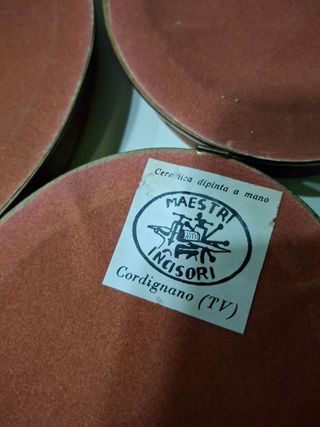 Ceramica dipinta a mano
MAESTRI
INCISORI
Cordignano (TV)